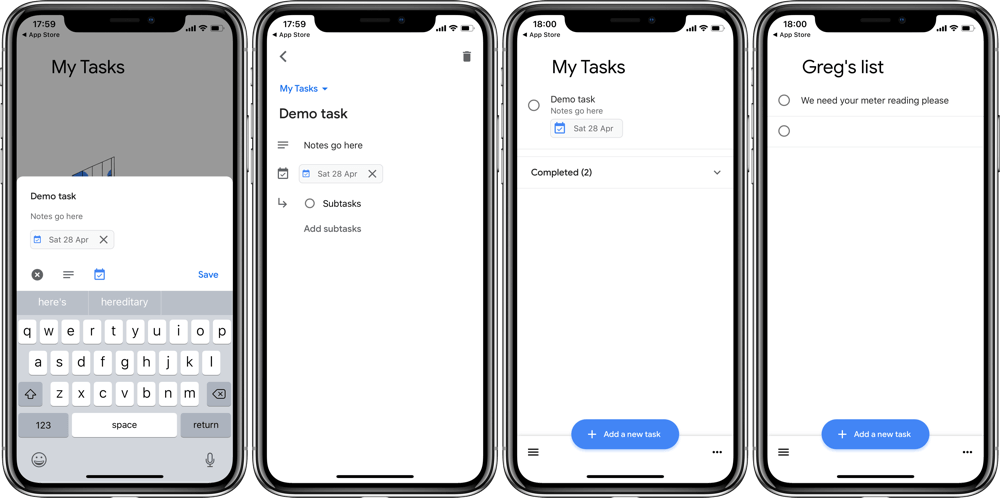 17:59
◀ App Store
My Tasks
Demo task
Notes go here
Sat 28 Apr
Save
here's hereditary
q w e r t y u i o p
a s d f g h j k l
z x c v b n m
123 space return
17:59
◀ App Store
My Tasks
Demo task
Notes go here
Sat 28 Apr
Subtasks
Add subtasks
18:00
◀ App Store
My Tasks
Demo task
Notes go here
Sat 28 Apr
Completed (2)
+ Add a new task
18:00
◀ App Store
Greg's list
We need your meter reading please
+ Add a new task